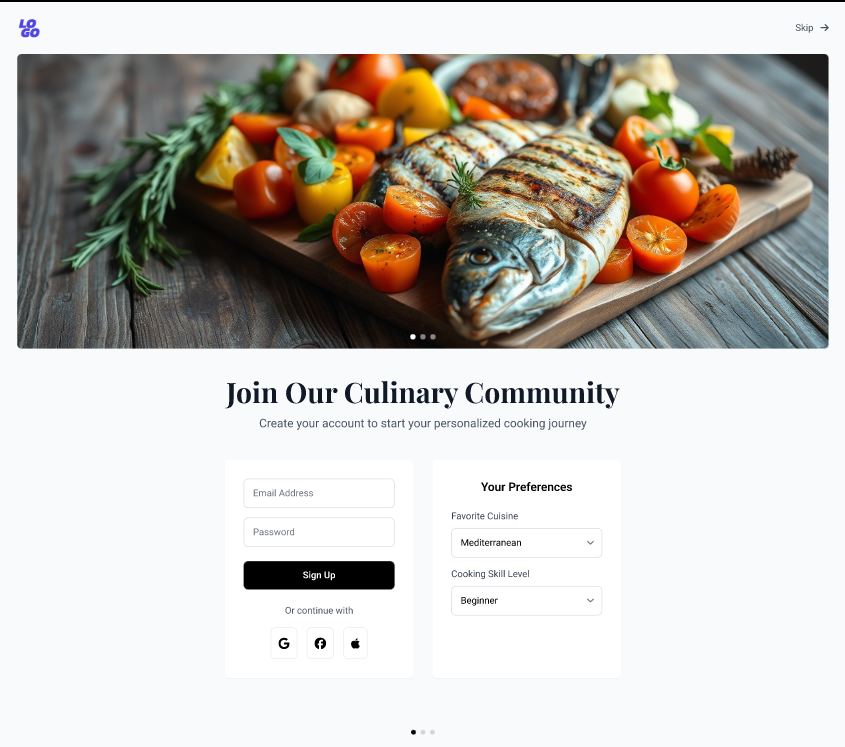 LO
GO
Skip
Join Our Culinary Community
Create your account to start your personalized cooking journey
Email Address
Password
Sign Up
Or continue with
Your Preferences
Favorite Cuisine
Mediterranean
Cooking Skill Level
Beginner